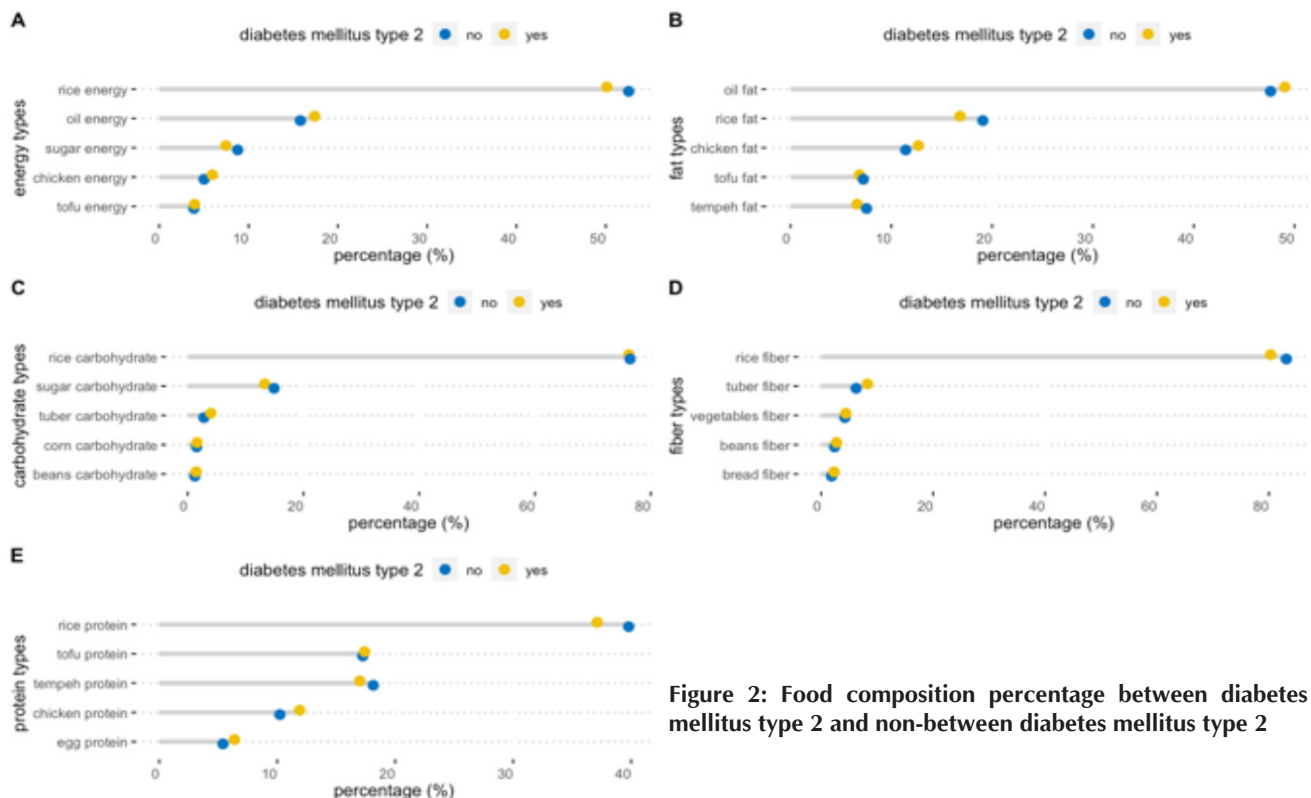 A
diabetes mellitus type 2 no yes
energy types
rice energy
oil energy
sugar energy
chicken energy
tofu energy
0 10 20 30 40 50
percentage (%)
B
diabetes mellitus type 2 no yes
fat types
oil fat
rice fat
chicken fat
tofu fat
tempeh fat
0 10 20 30 40 50
percentage (%)
C
diabetes mellitus type 2 no yes
carbohydrate types
rice carbohydrate
sugar carbohydrate
tuber carbohydrate
corn carbohydrate
beans carbohydrate
0 20 40 60 80
percentage (%)
D
diabetes mellitus type 2 no yes
fiber types
rice fiber
tuber fiber
vegetables fiber
beans fiber
bread fiber
0 20 40 60 80
percentage (%)
E
diabetes mellitus type 2 no yes
protein types
rice protein
tofu protein
tempeh protein
chicken protein
egg protein
0 10 20 30 40
percentage (%)
Figure 2: Food composition percentage between diabetes
mellitus type 2 and non-between diabetes mellitus type 2